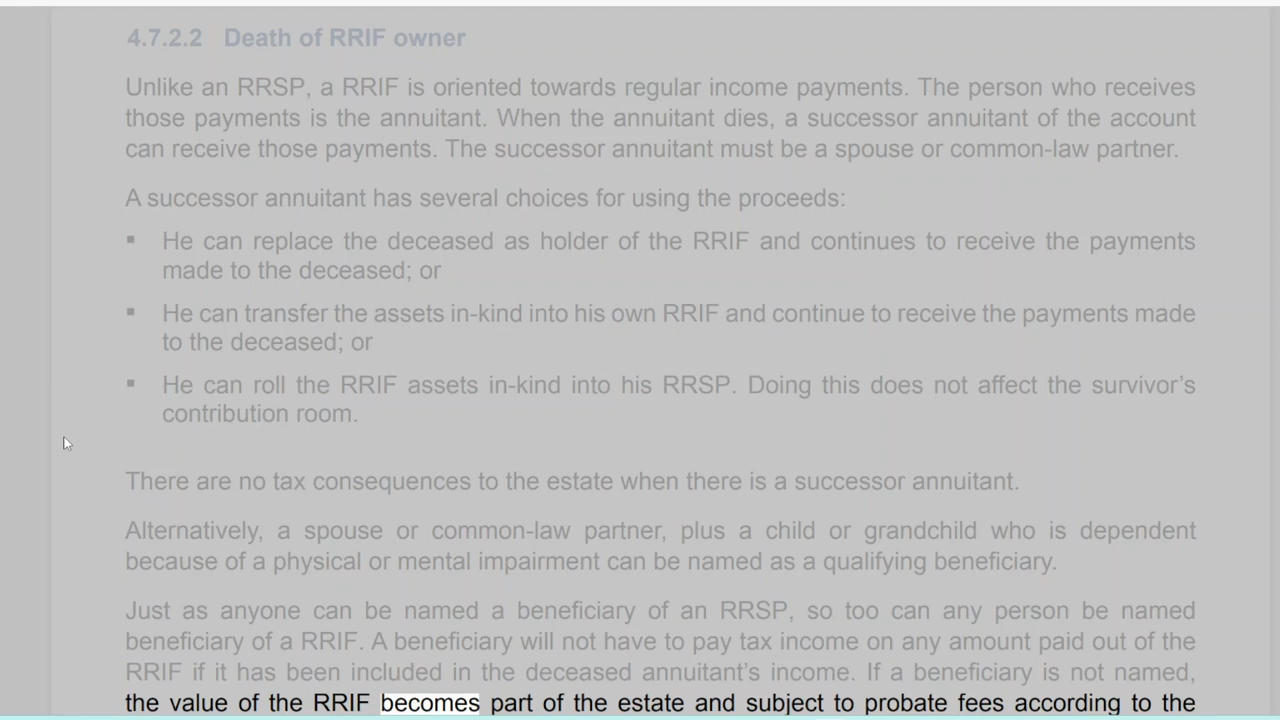 4.7.2.2 Death of RRIF owner
Unlike an RRSP, a RRIF is oriented towards regular income payments. The person who receives
those payments is the annuitant. When the annuitant dies, a successor annuitant of the account
can receive those payments. The successor annuitant must be a spouse or common-law partner.
A successor annuitant has several choices for using the proceeds:
▪ He can replace the deceased as holder of the RRIF and continues to receive the payments
made to the deceased; or
▪ He can transfer the assets in-kind into his own RRIF and continue to receive the payments made
to the deceased; or
▪ He can roll the RRIF assets in-kind into his RRSP. Doing this does not affect the survivor's
contribution room.
There are no tax consequences to the estate when there is a successor annuitant.
Alternatively, a spouse or common-law partner, plus a child or grandchild who is dependent
because of a physical or mental impairment can be named as a qualifying beneficiary.
Just as anyone can be named a beneficiary of an RRSP, so too can any person be named
beneficiary of a RRIF. A beneficiary will not have to pay tax income on any amount paid out of the
RRIF if it has been included in the deceased annuitant's income. If a beneficiary is not named,
the value of the RRIF becomes part of the estate and subject to probate fees according to the